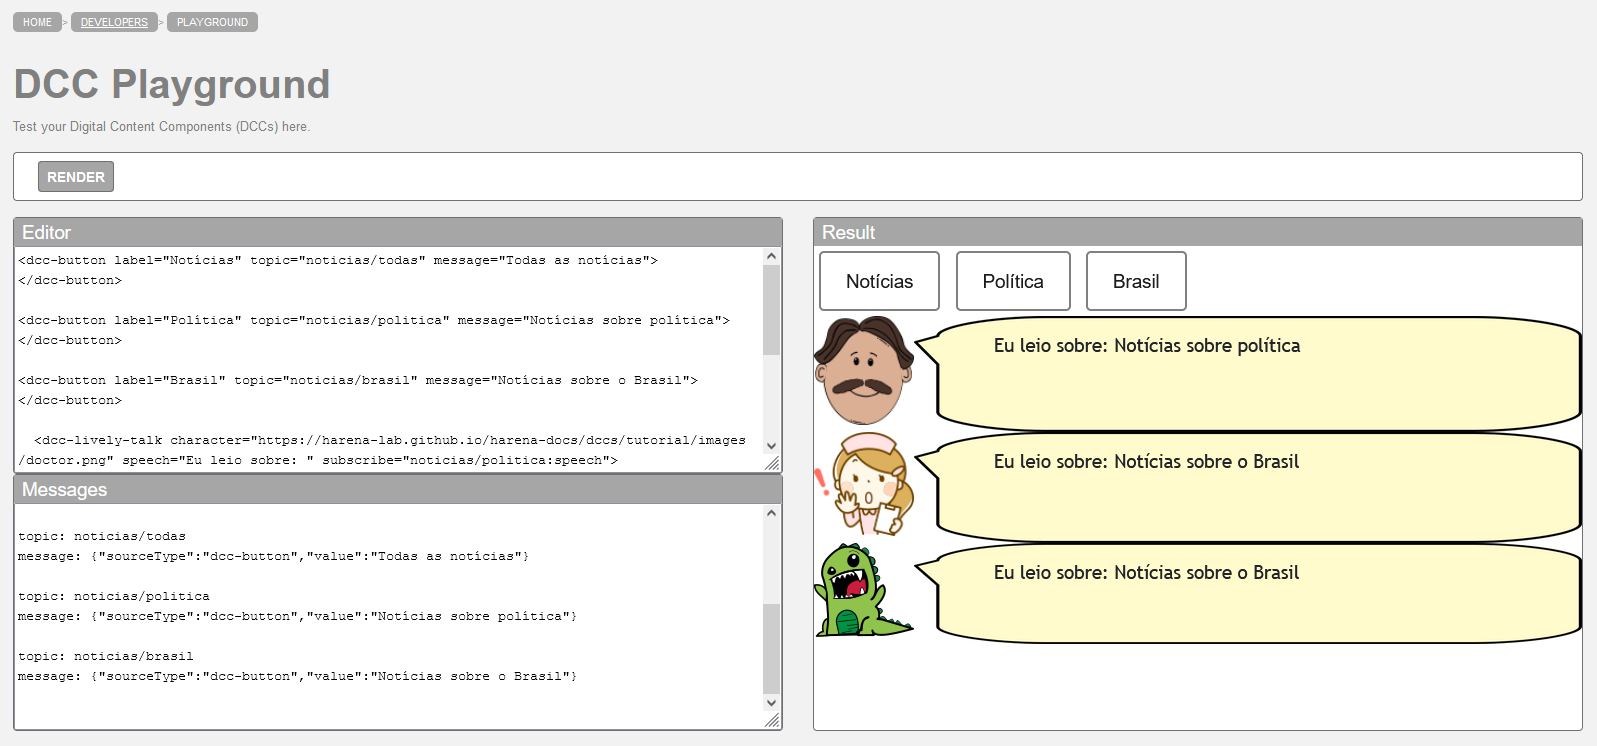 HOME > DEVELOPERS > PLAYGROUND
DCC Playground
Test your Digital Content Components (DCCs) here.
RENDER
Editor
<dcc-button label="Notícias" topic="noticias/todas" message="Todas as notícias">
</dcc-button>
<dcc-button label="Política" topic="noticias/politica" message="Notícias sobre política">
</dcc-button>
<dcc-button label="Brasil" topic="noticias/brasil" message="Notícias sobre o Brasil">
</dcc-button>
<dcc-lively-talk character="https://harena-lab.github.io/harena-docs/dccs/tutorial/images
/doctor.png" speech="Eu leio sobre: " subscribe="noticias/politica:speech">
Messages
topic: noticias/todas
message: {"sourceType":"dcc-button","value":"Todas as notícias"}
topic: noticias/politica
message: {"sourceType":"dcc-button","value":"Notícias sobre política"}
topic: noticias/brasil
message: {"sourceType":"dcc-button","value":"Notícias sobre o Brasil"}
Result
Notícias Política Brasil
Eu leio sobre: Notícias sobre política
Eu leio sobre: Notícias sobre o Brasil
Eu leio sobre: Notícias sobre o Brasil